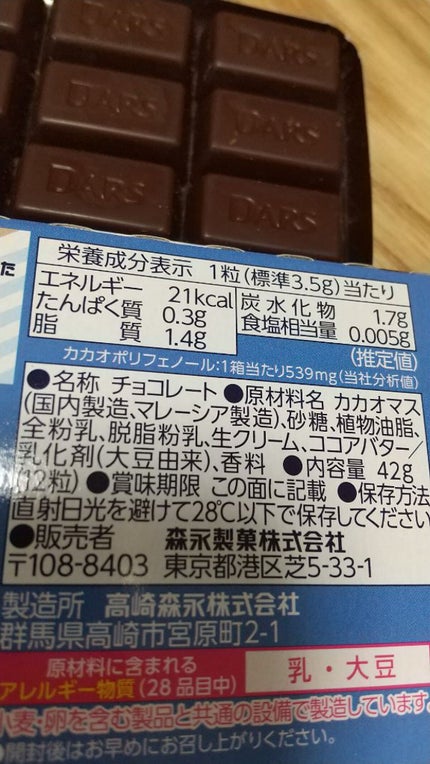 DARS
DARS
DARS
DARS
DARS
DARS
た
栄養成分表示 1粒(標準3.5g)当たり
エネルギー 21kcal
たんぱく質 0.3g
脂質 1.4g
炭水化物 1.7g
食塩相当量 0.005g
(推定値)
カカオポリフェノール:1箱当たり539mg(当社分析値)
●名称 チョコレート ●原材料名 カカオマス
(国内製造、マレーシア製造)、砂糖、植物油脂、
全粉乳、脱脂粉乳、生クリーム、ココアバター/
乳化剤(大豆由来)、香料 ●内容量 42g
(12粒) ●賞味期限 この面に記載 ●保存方法
直射日光を避けて28℃以下で保存してください
●販売者 森永製菓株式会社
〒108-8403 東京都港区芝5-33-1
製造所 高崎森永株式会社
群馬県高崎市宮原町2-1
原材料に含まれる
アレルギー物質(28品目中)
乳・大豆
小麦・卵を含む製品と共通の設備で製造しています。
●開封後はお早めにお召し上がりください。